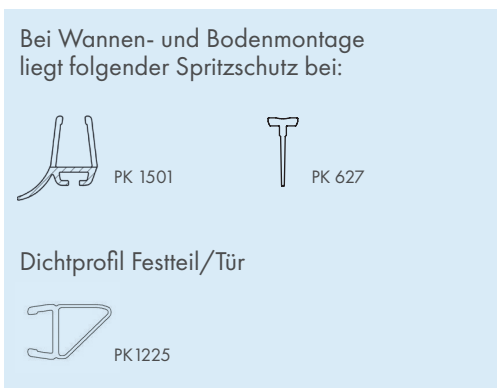 Bei Wannen- und Bodenmontage
liegt folgender Spritzschutz bei:
PK 1501
PK 627
Dichtprofil Festteil/Tür
PK1225